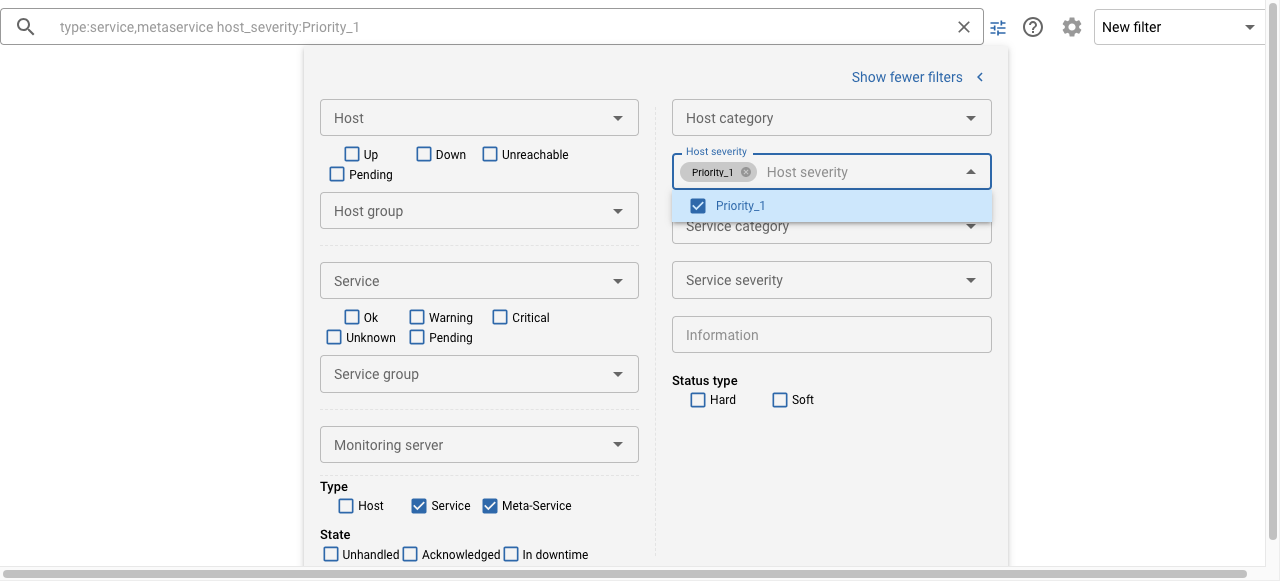 type:service,metaservice host_severity:Priority_1
New filter
Show fewer filters
Host
Up Down Unreachable
Pending
Host group
Service
Ok Warning Critical
Unknown Pending
Service group
Monitoring server
Type
Host Service Meta-Service
State
Unhandled Acknowledged In downtime
Host category
Host severity
Priority_1 Host severity
Priority_1
Service category
Service severity
Information
Status type
Hard Soft